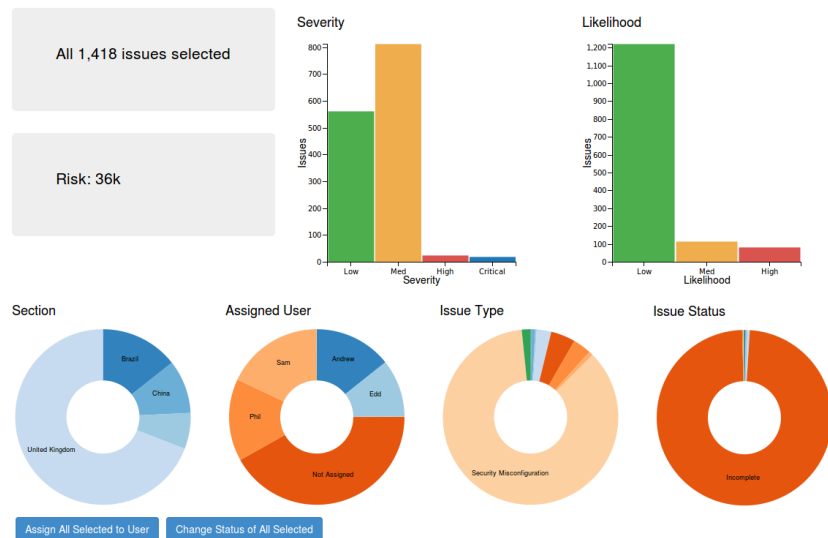 All 1,418 issues selected
Risk: 36k
Severity
800
700
600
500
400
300
200
100
0
Issues
Low Med High Critical
Severity
Likelihood
1,200
1,100
1,000
900
800
700
600
500
400
300
200
100
0
Issues
Low Med High
Likelihood
Section
Brazil
China
United Kingdom
Assigned User
Andrew
Edd
Not Assigned
Phil
Sam
Issue Type
Security Misconfiguration
Issue Status
Incomplete
Assign All Selected to User
Change Status of All Selected